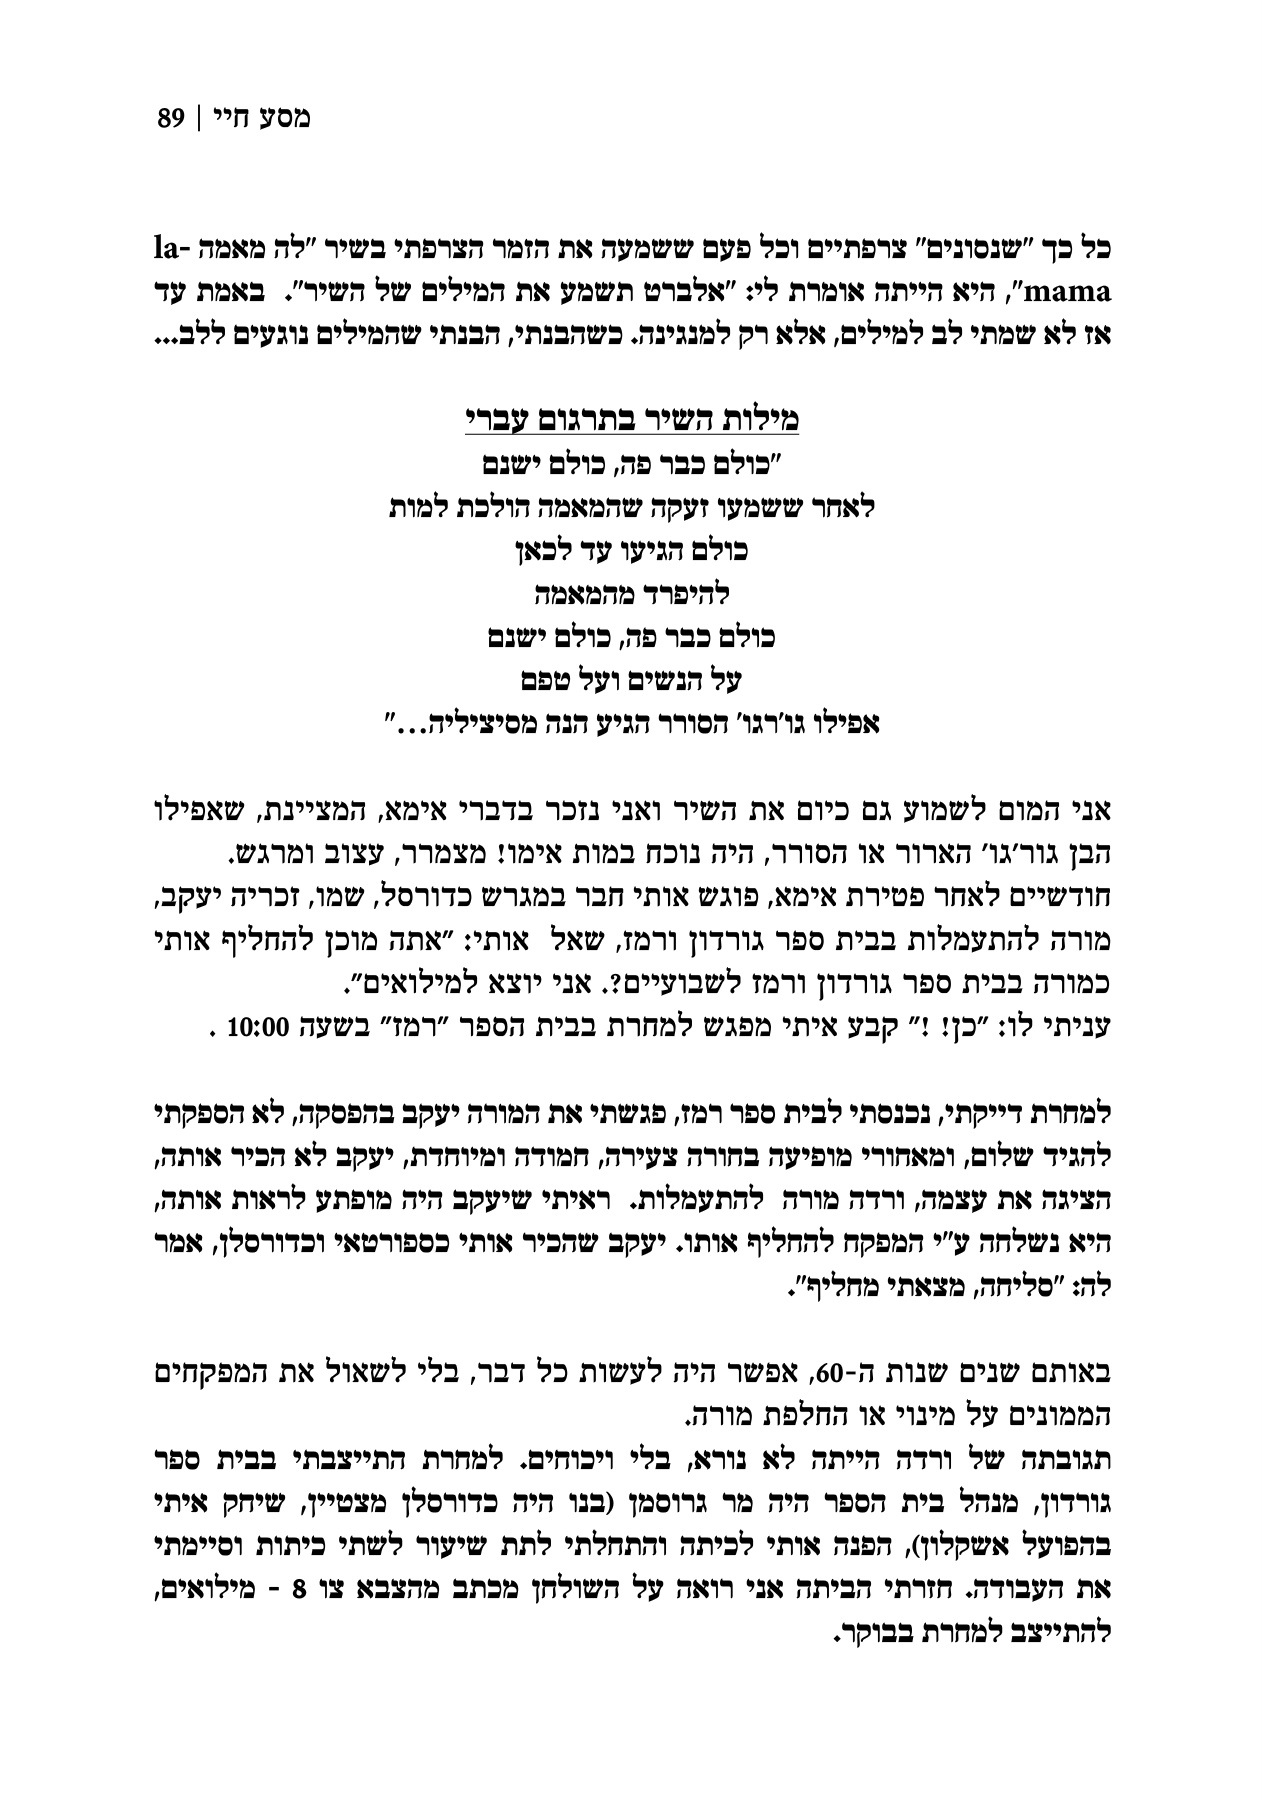 מסע חיי | 89
כל כך "שנסונים" צרפתיים וכל פעם ששמעה את הזמר הצרפתי בשיר "לה מאמה la-
mama", היא הייתה אומרת לי: "אלברט תשמע את המילים של השיר". באמת עד
אז לא שמתי לב למילים, אלא רק למנגינה. כשהבנתי, הבנתי שהמילים נוגעים ללב...
מילות השיר בתרגום עברי
"כולם כבר פה, כולם ישנם
לאחר ששמעו זעקה שהמאמה הולכת למות
כולם הגיעו עד לכאן
להיפרד מהמאמה
כולם כבר פה, כולם ישנם
על הנשים ועל טפם
אפילו גו'רגו' הסורר הגיע הנה מסיציליה..."
אני המום לשמוע גם כיום את השיר ואני נזכר בדברי אימא, המציינת, שאפילו
הבן גור'גו' הארור או הסורר, היה נוכח במות אימו! מצמרר, עצוב ומרגש.
חודשיים לאחר פטירת אימא, פוגש אותי חבר במגרש כדורסל, שמו, זכריה יעקב,
מורה להתעמלות בבית ספר גורדון ורמז, שאל אותי: "אתה מוכן להחליף אותי
כמורה בבית ספר גורדון ורמז לשבועיים?. אני יוצא למילואים".
עניתי לו: "כן! !" קבע איתי מפגש למחרת בבית הספר "רמז" בשעה 10:00 .
למחרת דייקתי, נכנסתי לבית ספר רמז, פגשתי את המורה יעקב בהפסקה, לא הספקתי
להגיד שלום, ומאחורי מופיעה בחורה צעירה, חמודה ומיוחדת, יעקב לא הכיר אותה,
הציגה את עצמה, ורדה מורה להתעמלות. ראיתי שיעקב היה מופתע לראות אותה,
היא נשלחה ע"י המפקח להחליף אותו. יעקב שהכיר אותי כספורטאי וכדורסלן, אמר
לה: "סליחה, מצאתי מחליף".
באותם שנים שנות ה-60, אפשר היה לעשות כל דבר, בלי לשאול את המפקחים
הממונים על מינוי או החלפת מורה.
תגובתה של ורדה הייתה לא נורא, בלי ויכוחים. למחרת התייצבתי בבית ספר
גורדון, מנהל בית הספר היה מר גרוסמן (בנו היה כדורסלן מצטיין, שיחק איתי
בהפועל אשקלון), הפנה אותי לכיתה והתחלתי לתת שיעור לשתי כיתות וסיימתי
את העבודה. חזרתי הביתה אני רואה על השולחן מכתב מהצבא צו 8 - מילואים,
להתייצב למחרת בבוקר.